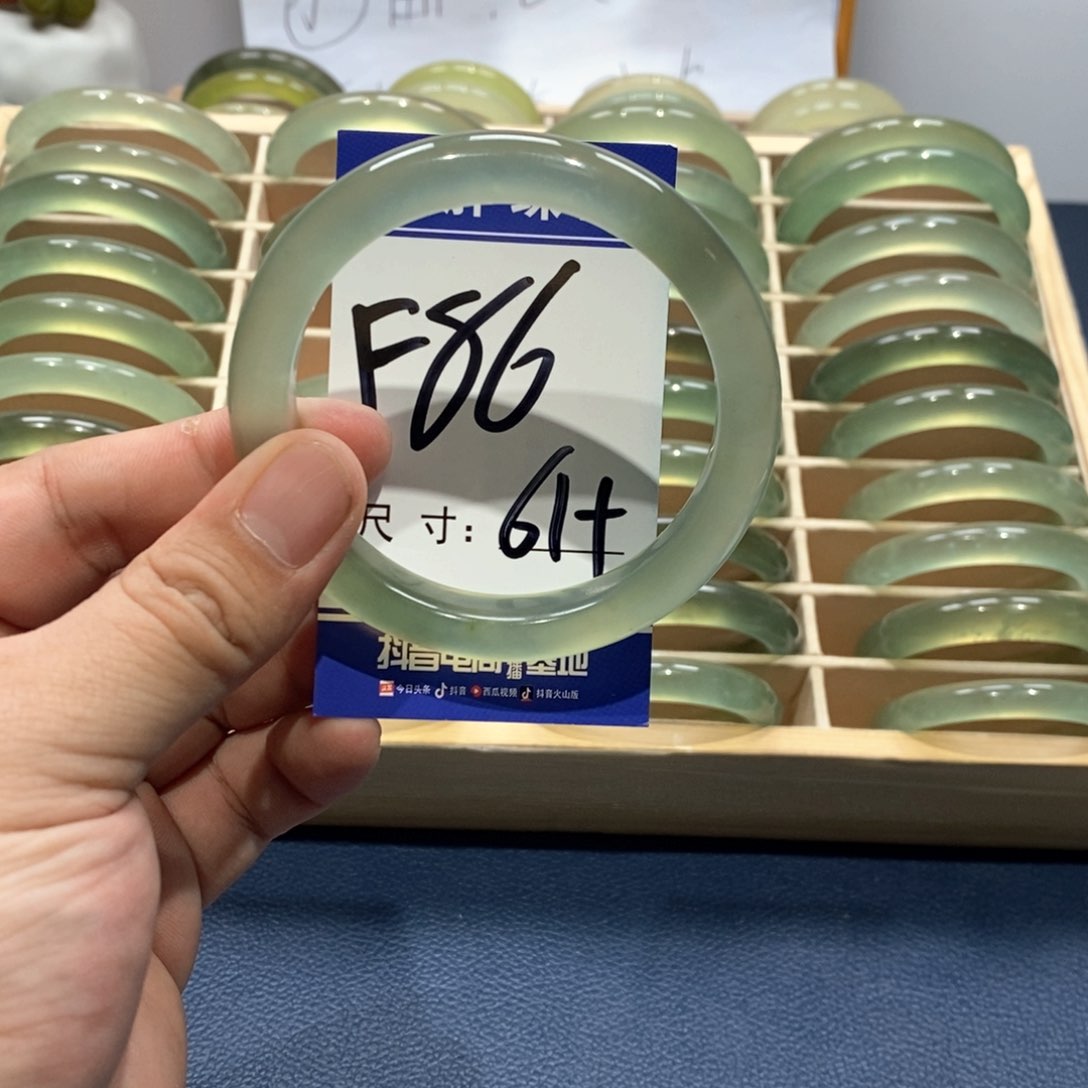 F86
尺 寸: 61+
抖音电商直播基地
今日头条 抖音 西瓜视频 抖音火山版